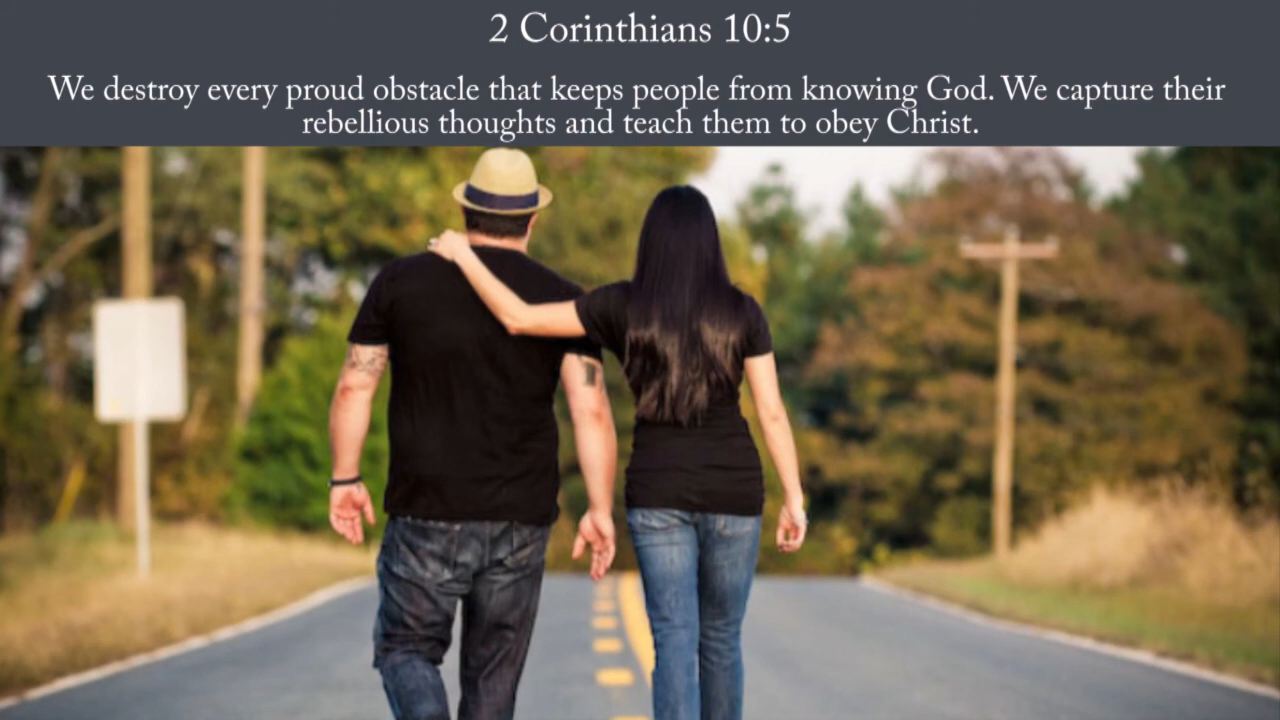 2 Corinthians 10:5
We destroy every proud obstacle that keeps people from knowing God. We capture their
rebellious thoughts and teach them to obey Christ.